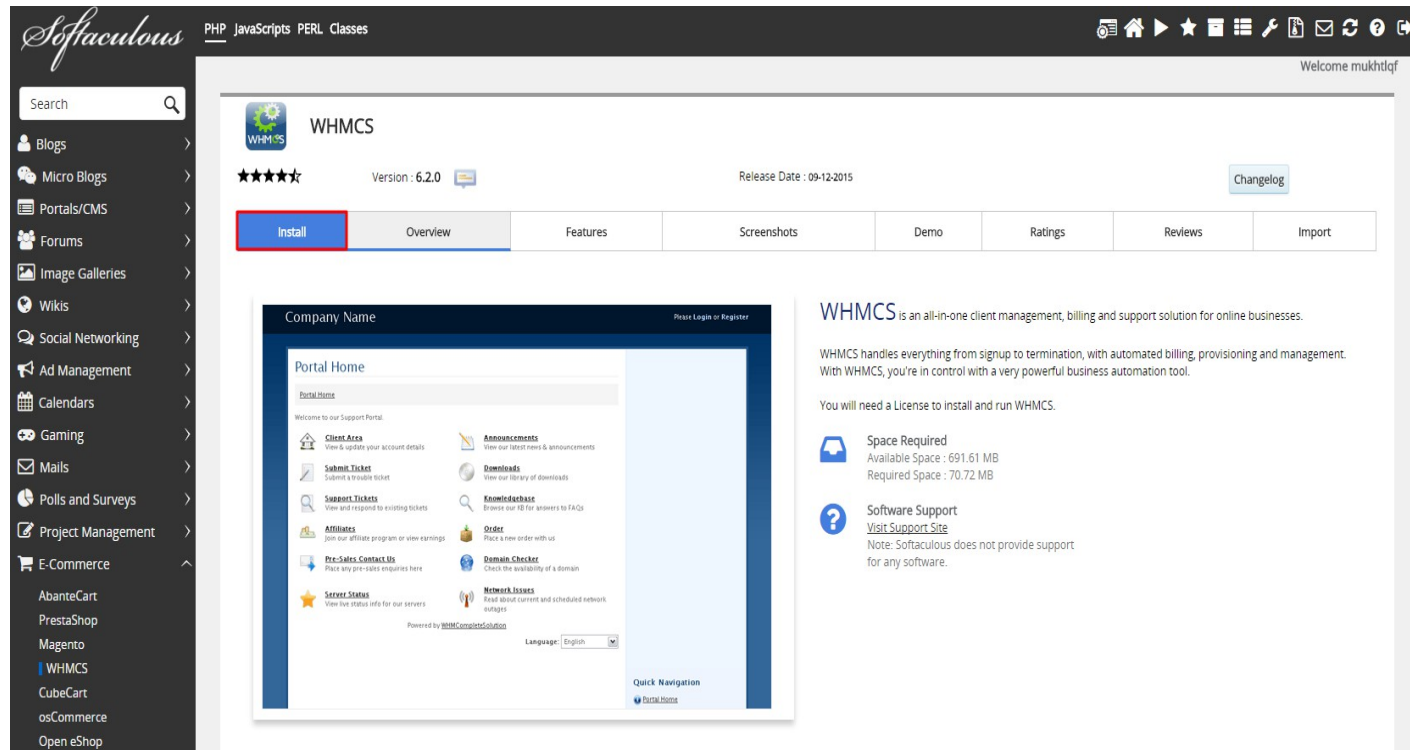 Softaculous
PHP JavaScripts PERL Classes
Welcome mukhtlqf
Search
Blogs
Micro Blogs
Portals/CMS
Forums
Image Galleries
Wikis
Social Networking
Ad Management
Calendars
Gaming
Mails
Polls and Surveys
Project Management
E-Commerce
AbanteCart
PrestaShop
Magento
WHMCS
CubeCart
osCommerce
Open eShop
WHMCS
WHMCS
Version : 6.2.0
Release Date : 09-12-2015
Changelog
Install Overview Features Screenshots Demo Ratings Reviews Import
Company Name
Please Login or Register
Portal Home
Portal Home
Welcome to our Support Portal.
Client Area
View & update your account details
Announcements
View our latest news & announcements
Submit Ticket
Submit a trouble ticket
Downloads
View our library of downloads
Support Tickets
View and respond to existing tickets
Knowledgebase
Browse our KB for answers to FAQs
Affiliates
Join our affiliate program or view earnings
Order
Place a new order with us
Pre-Sales Contact Us
Place any pre-sales enquiries here
Domain Checker
Check the availability of a domain
Server Status
View live status info for our servers
Network Issues
Read about current and scheduled network
outages
Powered by WHMCompleteSolution
Language: English
Quick Navigation
Portal Home
WHMCS is an all-in-one client management, billing and support solution for online businesses.
WHMCS handles everything from signup to termination, with automated billing, provisioning and management.
With WHMCS, you're in control with a very powerful business automation tool.
You will need a License to install and run WHMCS.
Space Required
Available Space : 691.61 MB
Required Space : 70.72 MB
Software Support
Visit Support Site
Note: Softaculous does not provide support
for any software.